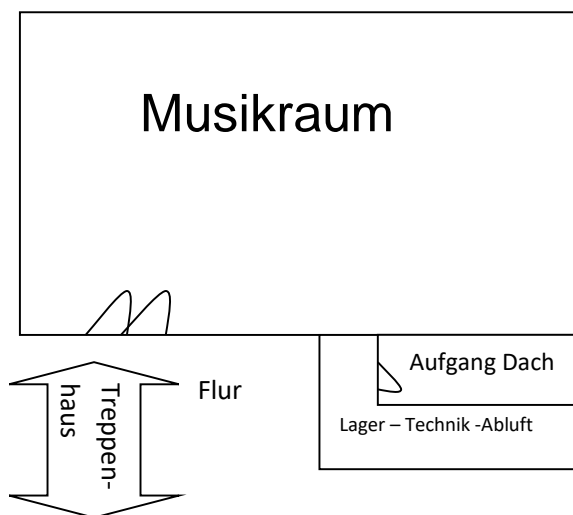 Musikraum
Aufgang Dach
Flur
Treppen-
haus
Lager – Technik -Abluft